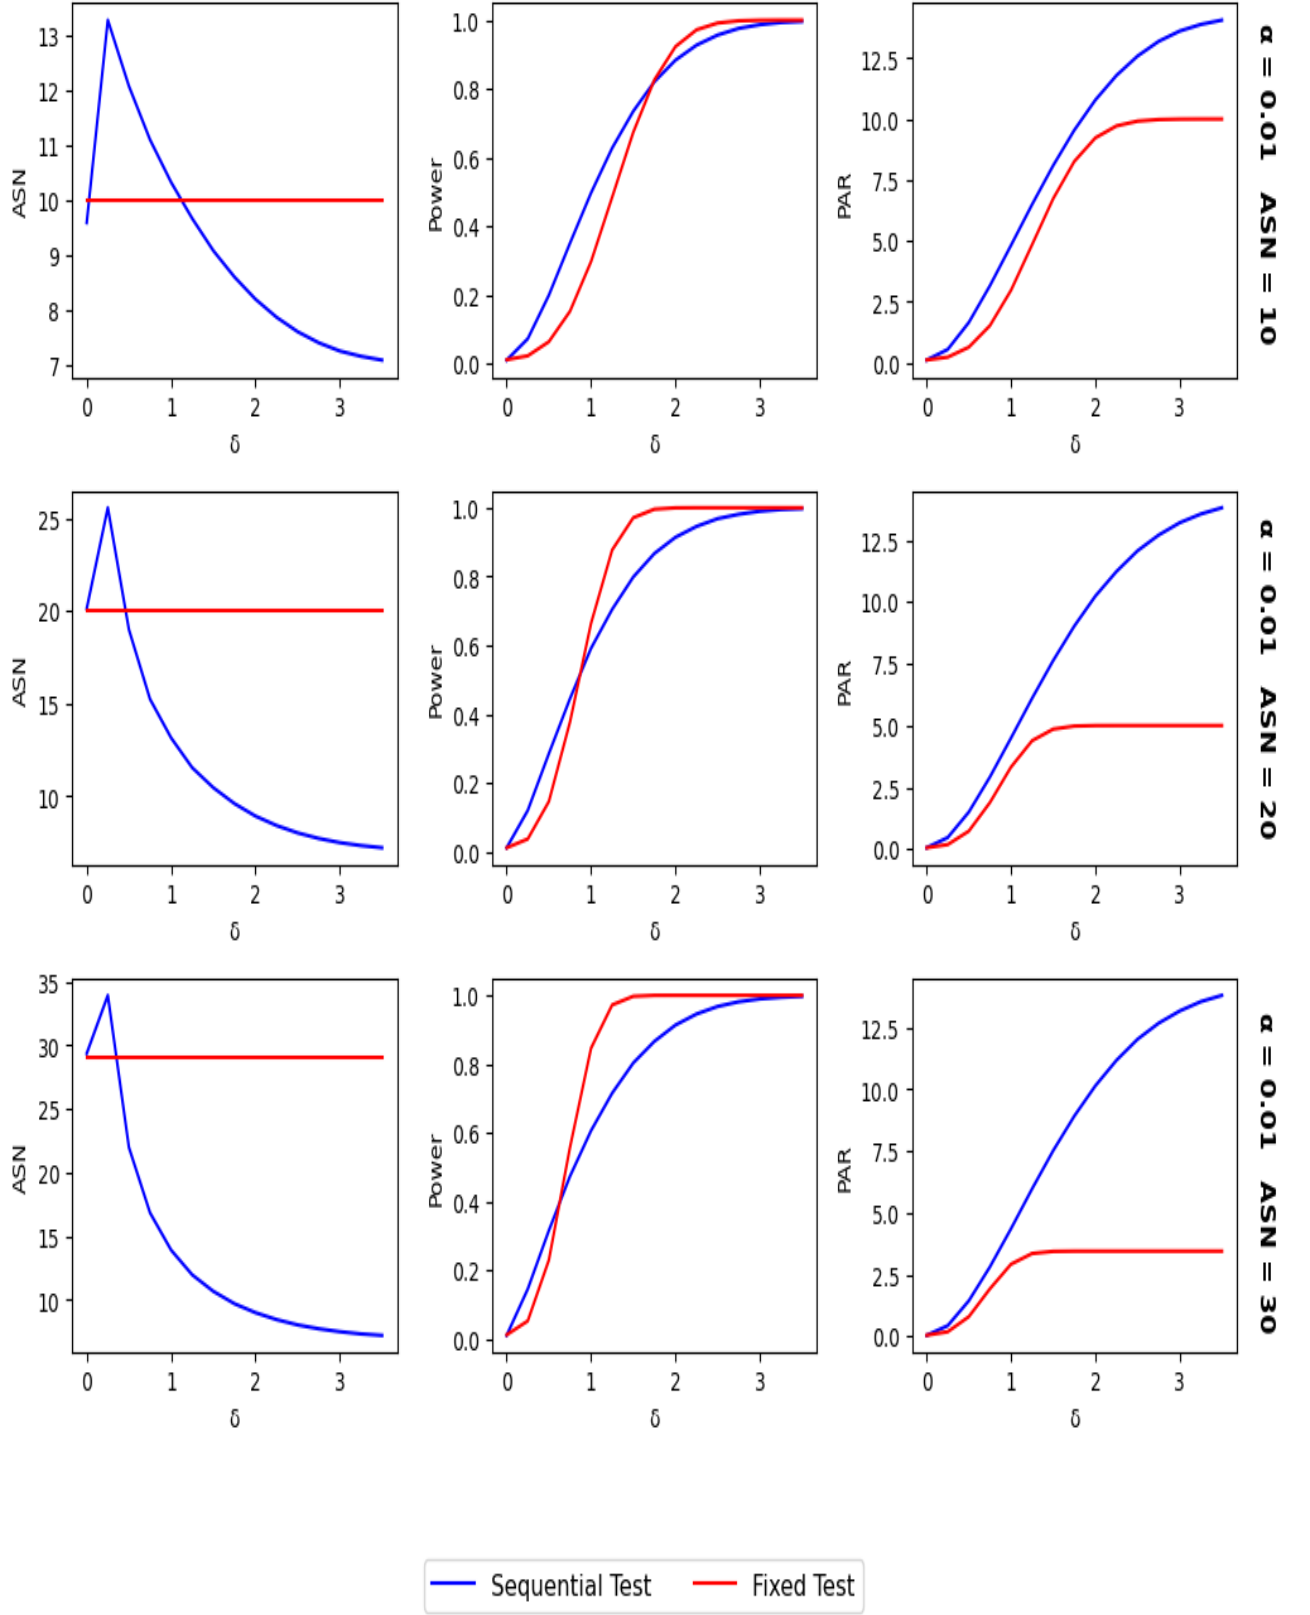 13
12
11
10
9
8
7
ASN
0 1 2 3
δ
1.0
0.8
0.6
0.4
0.2
0.0
Power
0 1 2 3
δ
12.5
10.0
7.5
5.0
2.5
0.0
PAR
0 1 2 3
δ
α = 0.01 ASN = 10
25
20
15
10
ASN
0 1 2 3
δ
1.0
0.8
0.6
0.4
0.2
0.0
Power
0 1 2 3
δ
12.5
10.0
7.5
5.0
2.5
0.0
PAR
0 1 2 3
δ
α = 0.01 ASN = 20
35
30
25
20
15
10
ASN
0 1 2 3
δ
1.0
0.8
0.6
0.4
0.2
0.0
Power
0 1 2 3
δ
12.5
10.0
7.5
5.0
2.5
0.0
PAR
0 1 2 3
δ
α = 0.01 ASN = 30
Sequential Test Fixed Test